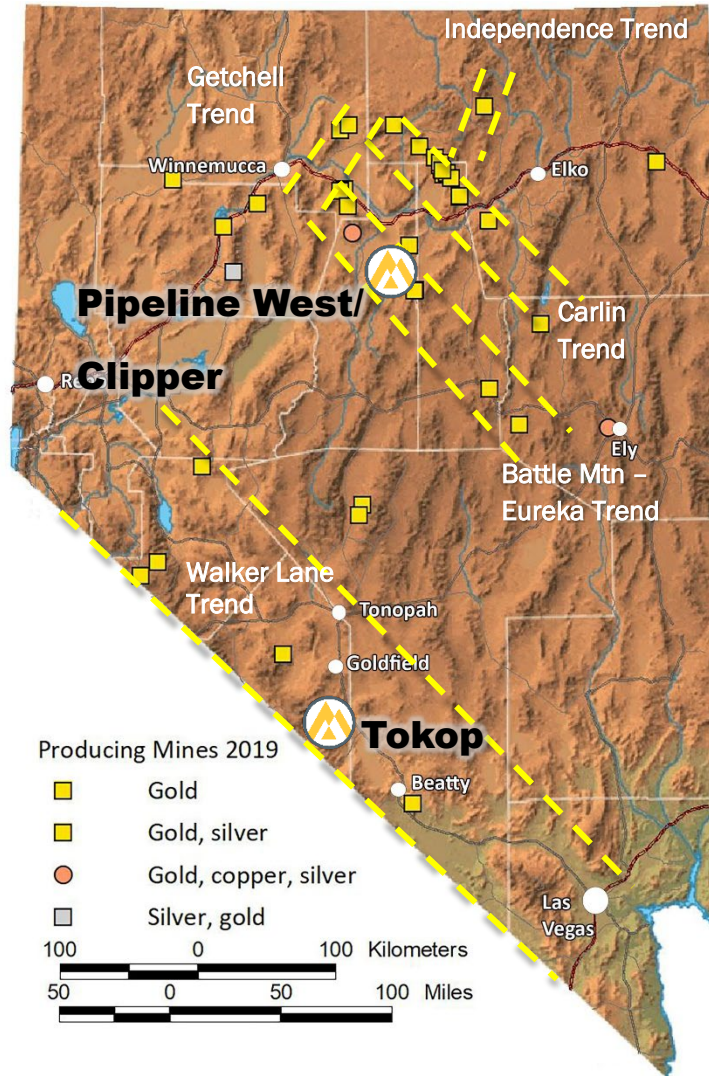 Independence Trend
Getchell
Trend
Winnemucca
Elko
Pipeline West/
Clipper
Carlin
Trend
Ely
Battle Mtn –
Eureka Trend
Walker Lane
Trend
Tonopah
Goldfield
Tokop
Beatty
Las
Vegas
Producing Mines 2019
Gold
Gold, silver
Gold, copper, silver
Silver, gold
100 0 100 Kilometers
50 0 50 100 Miles